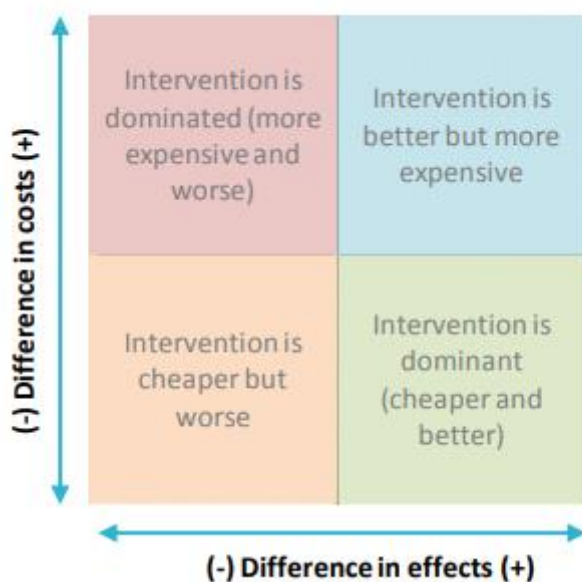 Intervention is
dominated (more
expensive and
worse)
Intervention is
better but more
expensive
Intervention is
cheaper but
worse
Intervention is
dominant
(cheaper and
better)
(-) Difference in costs (+)
(-) Difference in effects (+)